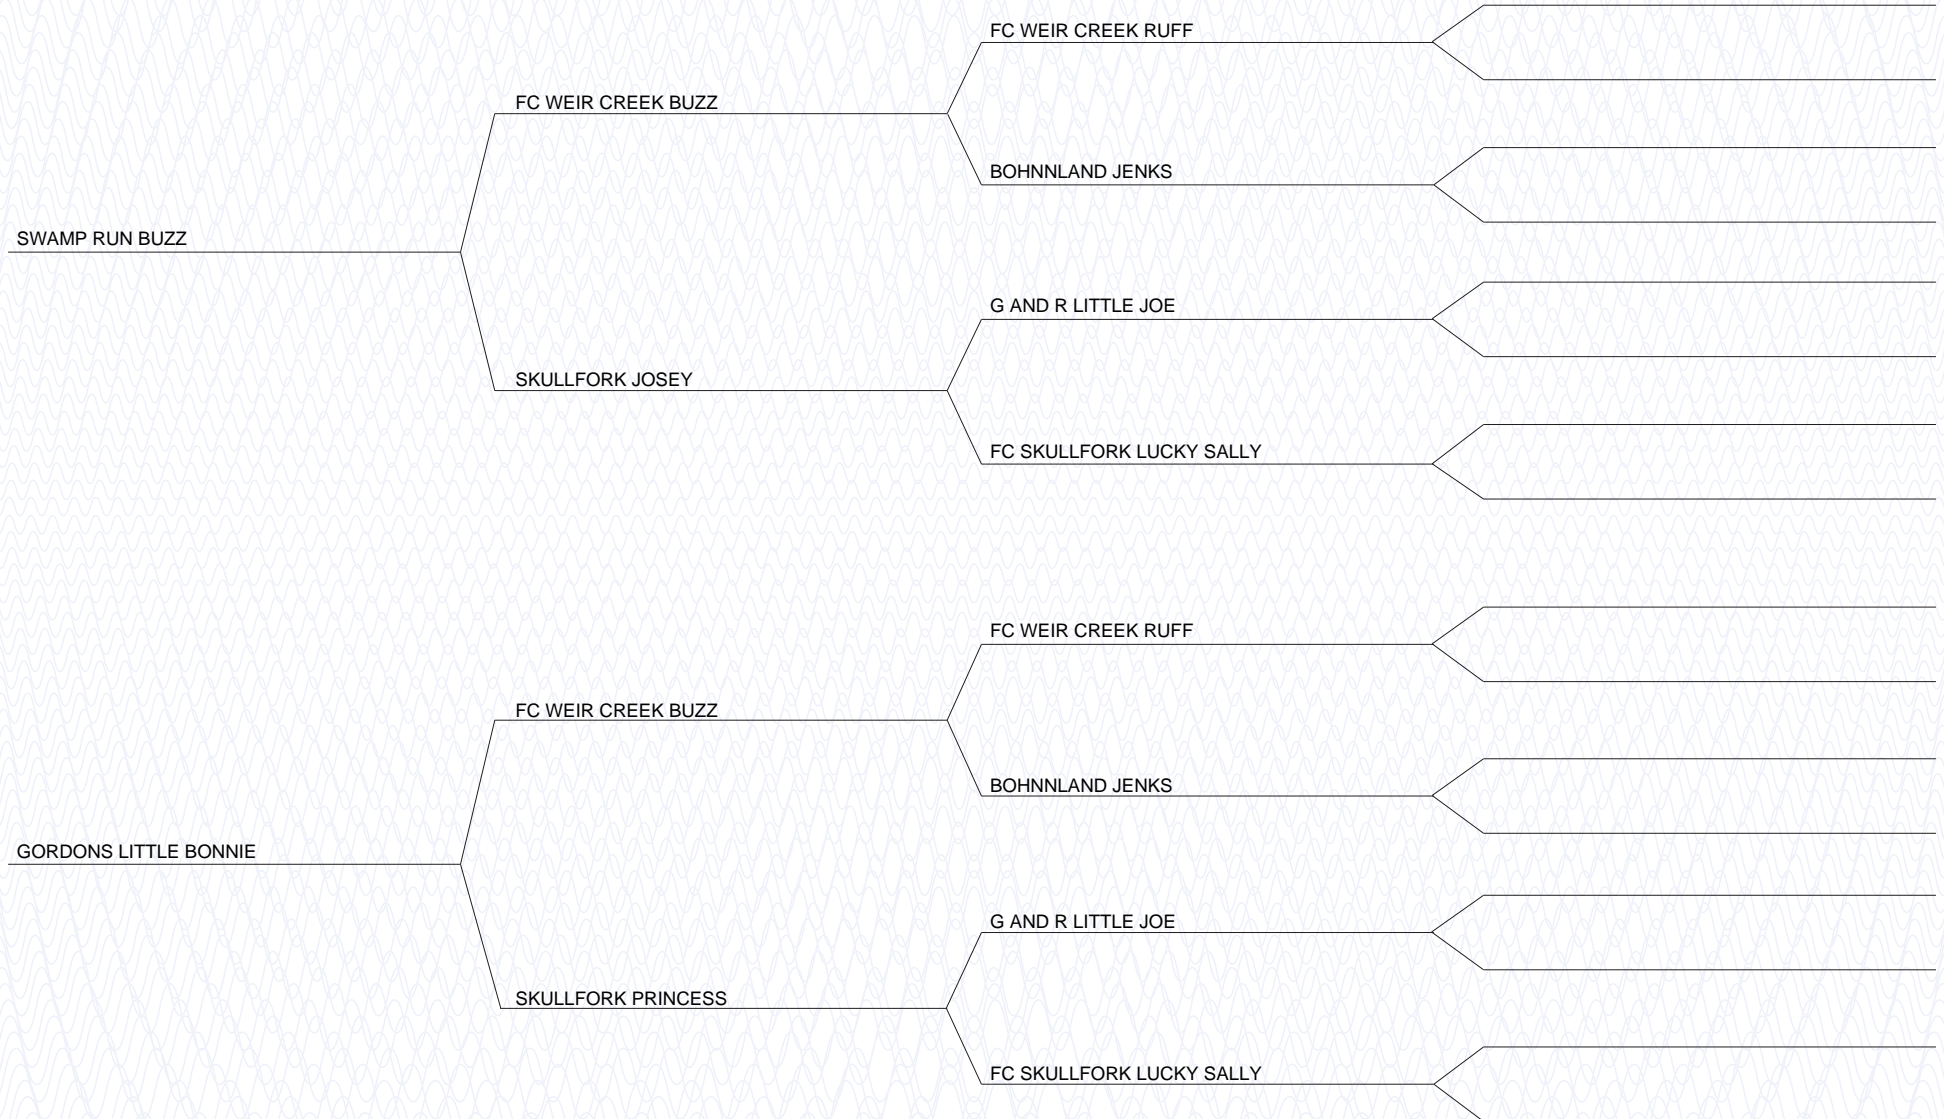 FC WEIR CREEK RUFF
FC WEIR CREEK BUZZ
BOHNNLAND JENKS
SWAMP RUN BUZZ
G AND R LITTLE JOE
SKULLFORK JOSEY
FC SKULLFORK LUCKY SALLY
FC WEIR CREEK RUFF
FC WEIR CREEK BUZZ
BOHNNLAND JENKS
GORDONS LITTLE BONNIE
G AND R LITTLE JOE
SKULLFORK PRINCESS
FC SKULLFORK LUCKY SALLY